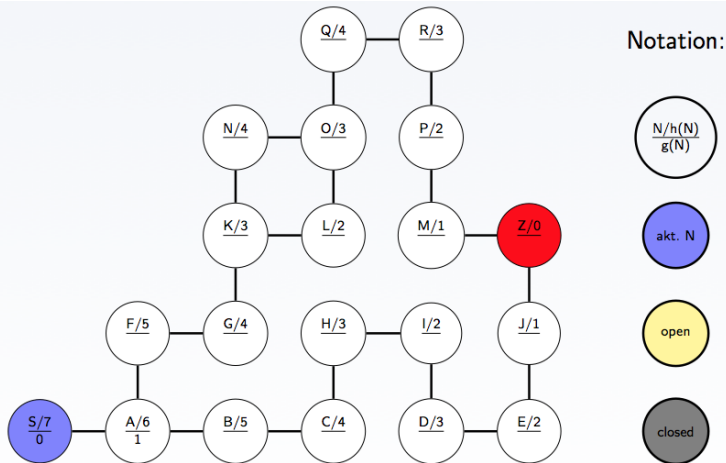 Q/4
R/3
Notation:
N/4
O/3
P/2
N/h(N)
g(N)
K/3
L/2
M/1
Z/0
akt. N
F/5
G/4
H/3
I/2
J/1
open
S/7
0
A/6
1
B/5
C/4
D/3
E/2
closed